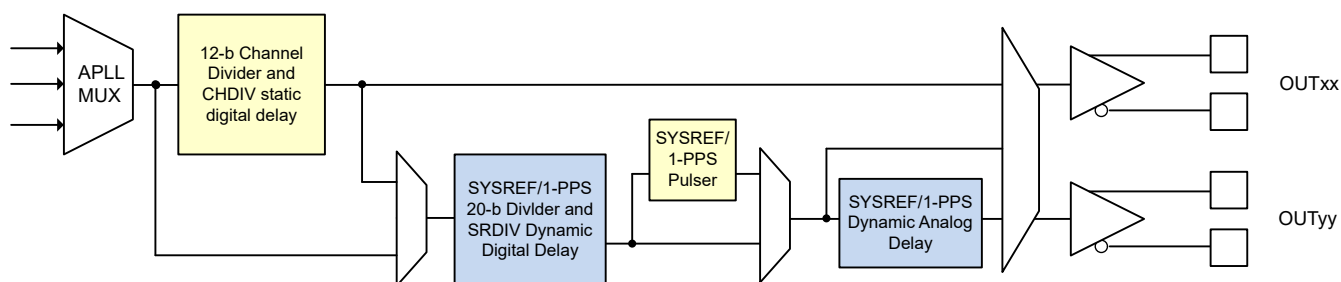 APLL
MUX
12-b Channel
Divider and
CHDIV static
digital delay
SYSREF/1-PPS
20-b Divlder and
SRDIV Dynamic
Digital Delay
SYSREF/
1-PPS
Pulser
SYSREF/1-PPS
Dynamic Analog
Delay
OUTxx
OUTyy